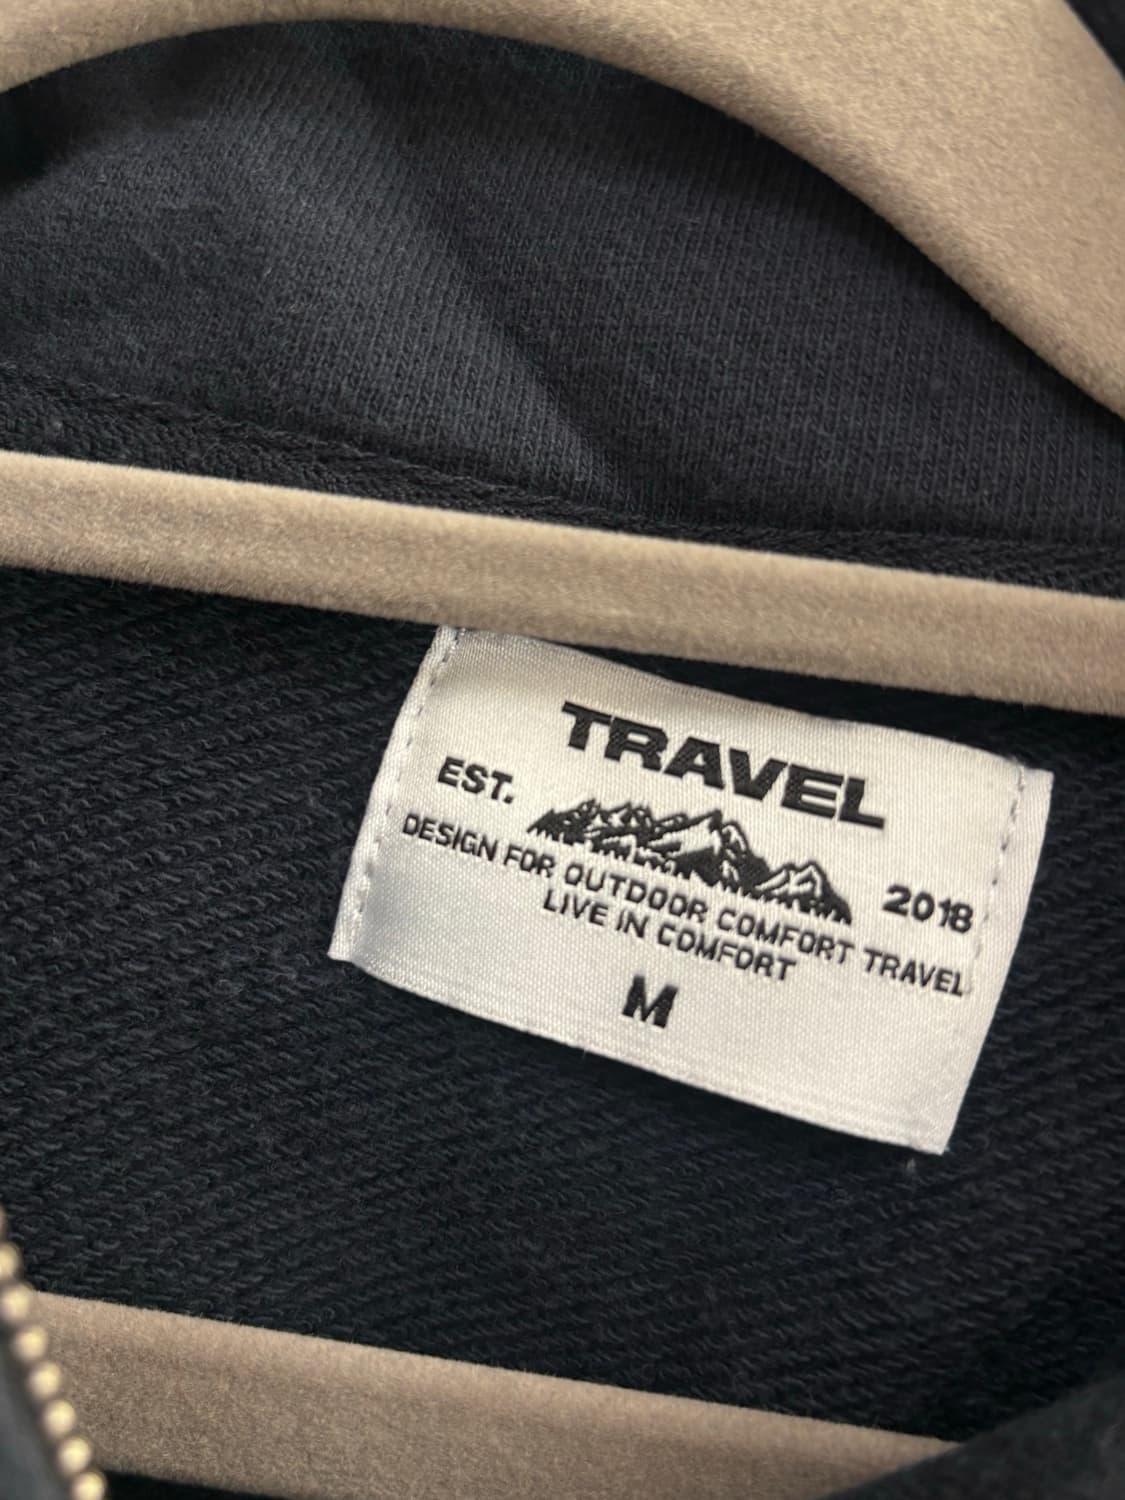 TRAVEL
EST. 2018
DESIGN FOR OUTDOOR COMFORT TRAVEL
LIVE IN COMFORT
M